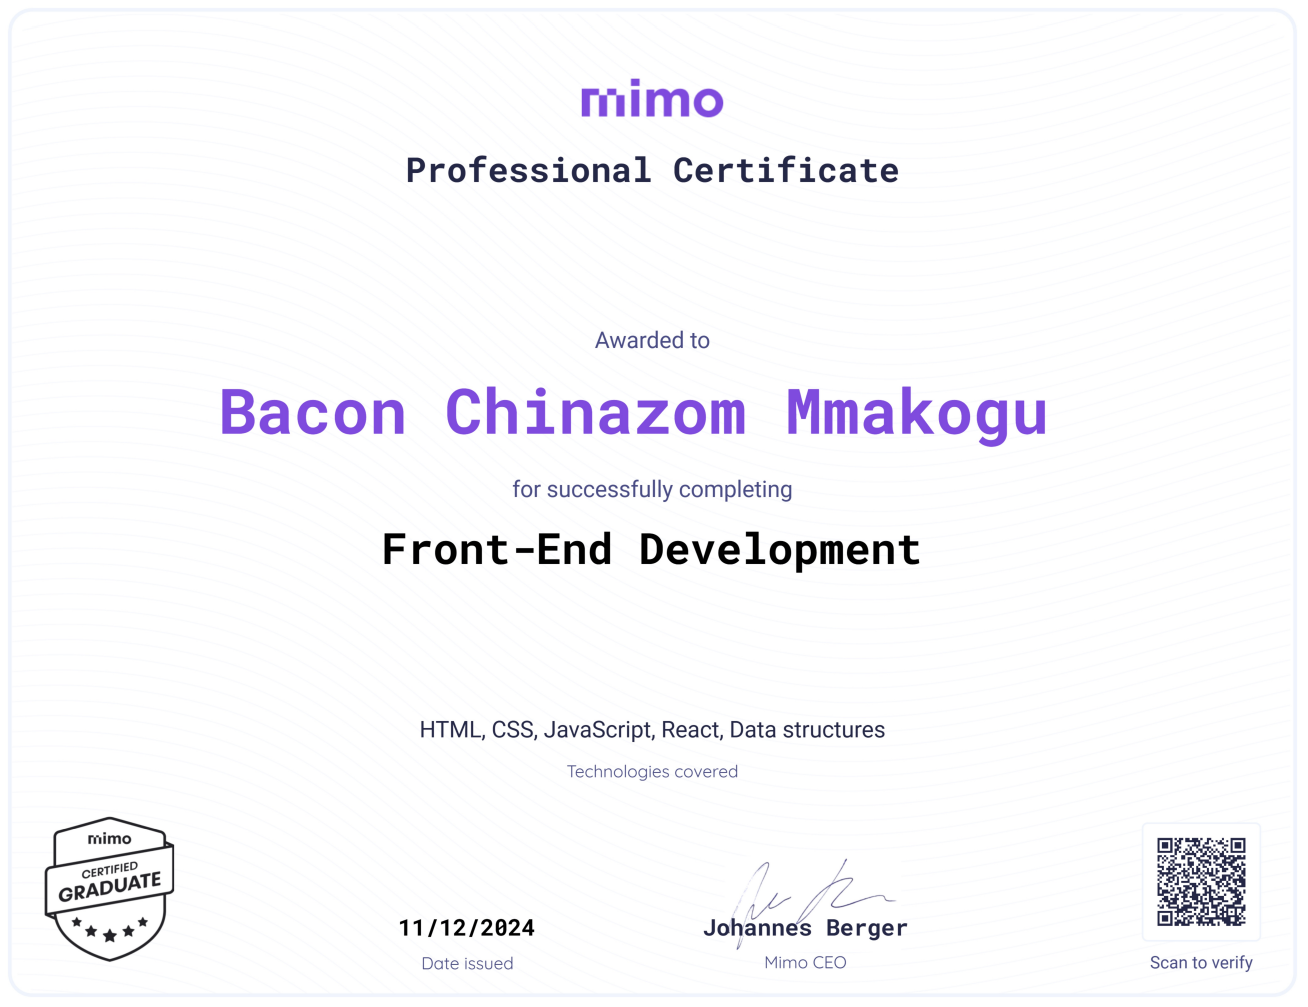 mimo
Professional Certificate
Awarded to
Bacon Chinazom Mmakogu
for successfully completing
Front-End Development
HTML, CSS, JavaScript, React, Data structures
Technologies covered
mimo
CERTIFIED
GRADUATE
11/12/2024
Date issued
Johannes Berger
Mimo CEO
Scan to verify